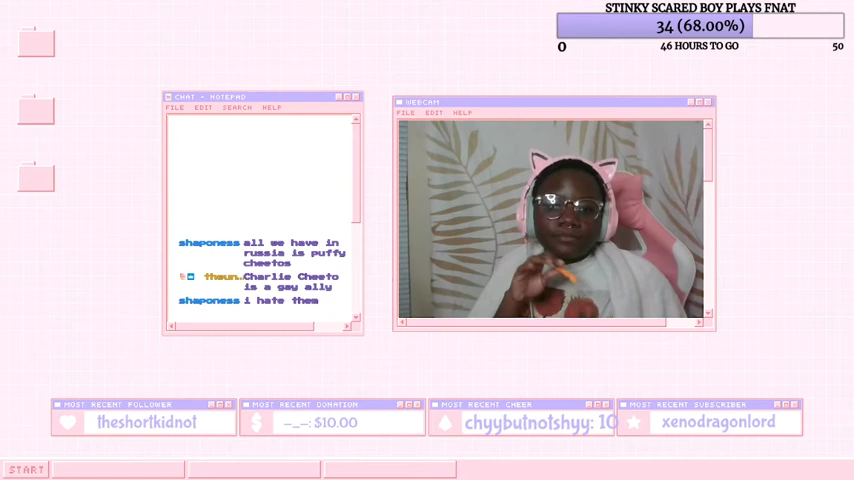 STINKY SCARED BOY PLAYS FNAT
34 (68.00%)
0 46 HOURS TO GO 50
CHAT - NOTEPAD
FILE EDIT SEARCH HELP
shaponess all we have in
russia is puffy
cheetos
theun.. Charlie Cheeto
is a gay ally
shaponess i hate them
WEBCAM
FILE EDIT HELP
MOST RECENT FOLLOWER
theshortkidnot
MOST RECENT DONATION
$ -_-: $10.00
MOST RECENT CHEER
chyybutnotshyy: 10
MOST RECENT SUBSCRIBER
xenodragonlord
START